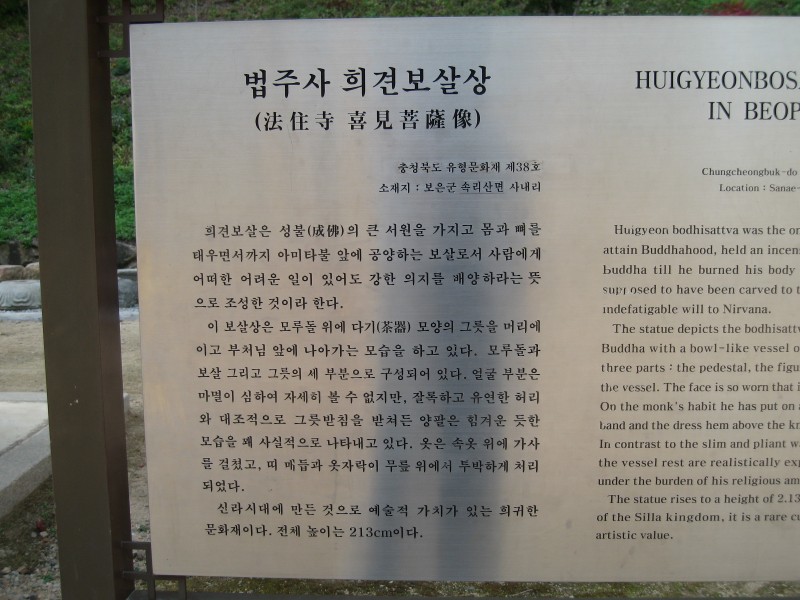 법주사 희견보살상
(法住寺 喜見菩薩像)
충청북도 유형문화재 제38호
소재지 : 보은군 속리산면 사내리
희견보살은 성불(成佛)의 큰 서원을 가지고 몸과 뼈를
태우면서까지 아미타불 앞에 공양하는 보살로서 사람에게
어떠한 어려운 일이 있어도 강한 의지를 배양하라는 뜻
으로 조성한 것이라 한다.
이 보살상은 모루돌 위에 다기(茶器) 모양의 그릇을 머리에
이고 부처님 앞에 나아가는 모습을 하고 있다. 모루돌과
보살 그리고 그릇의 세 부분으로 구성되어 있다. 얼굴 부분은
마멸이 심하여 자세히 볼 수 없지만, 잘록하고 유연한 허리
와 대조적으로 그릇받침을 받쳐든 양팔은 힘겨운 듯한
모습을 꽤 사실적으로 나타내고 있다. 옷은 속옷 위에 가사
를 걸쳤고, 띠 매듭과 옷자락이 무릎 위에서 투박하게 처리
되었다.
신라시대에 만든 것으로 예술적 가치가 있는 희귀한
문화재이다. 전체 높이는 213cm이다.
HUIGYEONBOSA
IN BEOP
Chungcheongbuk-do
Location : Sanae-
Huigyeon bodhisattva was the on
attain Buddhahood, held an incens
Buddha till he burned his body
supposed to have been carved to t
indefatigable will to Nirvana.
The statue depicts the bodhisattv
Buddha with a bowl-like vessel o
three parts : the pedestal, the figu
the vessel. The face is so worn that i
On the monk's habit he has put on a
band and the dress hem above the kn
In contrast to the slim and pliant w
the vessel rest are realistically exp
under the burden of his religious am
The statue rises to a height of 2.13
of the Silla kingdom, it is a rare cu
artistic value.